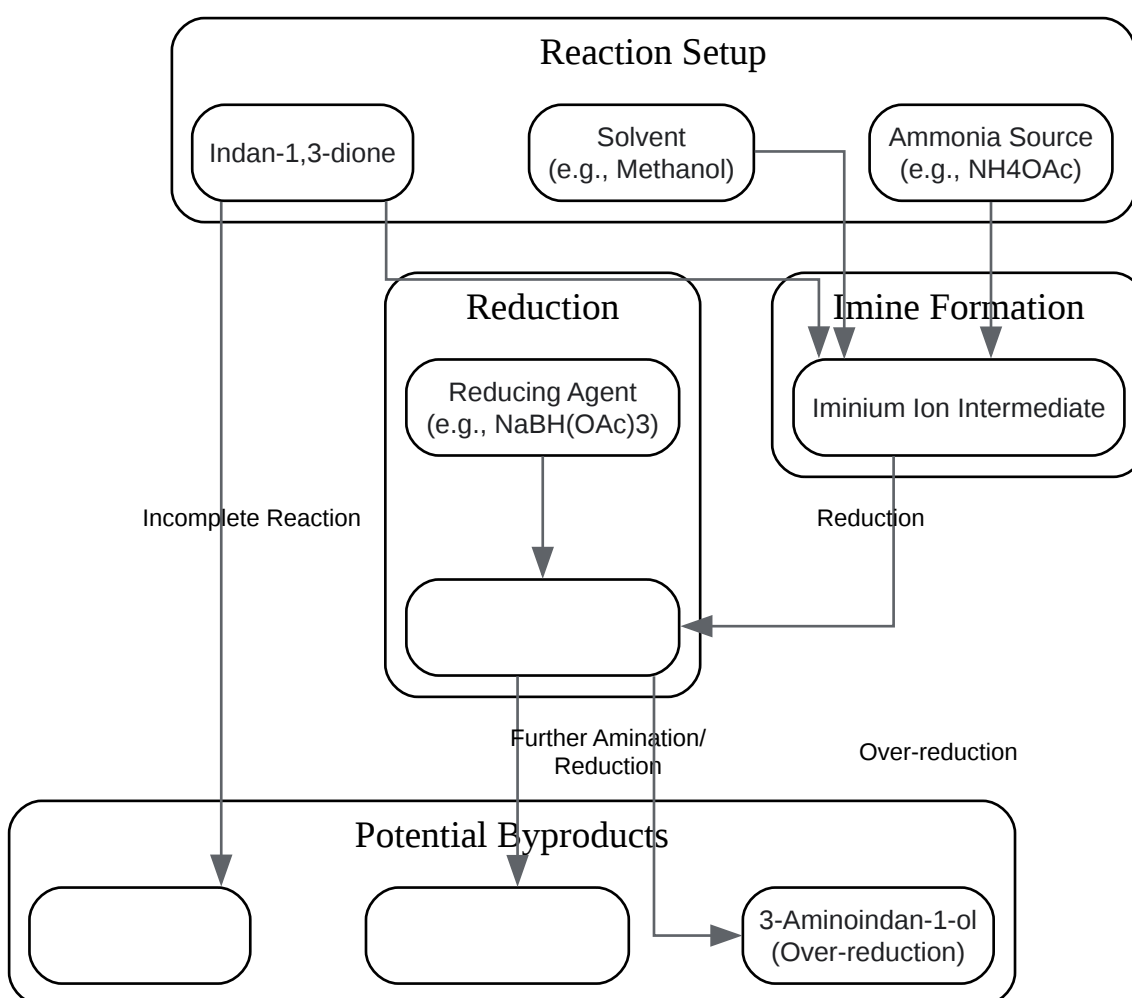 Reaction Setup
Indan-1,3-dione
Solvent
(e.g., Methanol)
Ammonia Source
(e.g., NH4OAc)
Reduction
Imine Formation
Reducing Agent
(e.g., NaBH(OAc)3)
Iminium Ion Intermediate
Incomplete Reaction
Reduction
Further Amination/
Reduction
Over-reduction
Potential Byproducts
3-Aminoindan-1-ol
(Over-reduction)